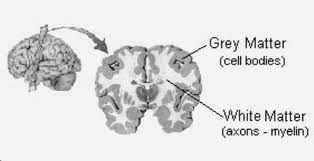 Grey Matter
(cell bodies)
White Matter
(axons - myelin)